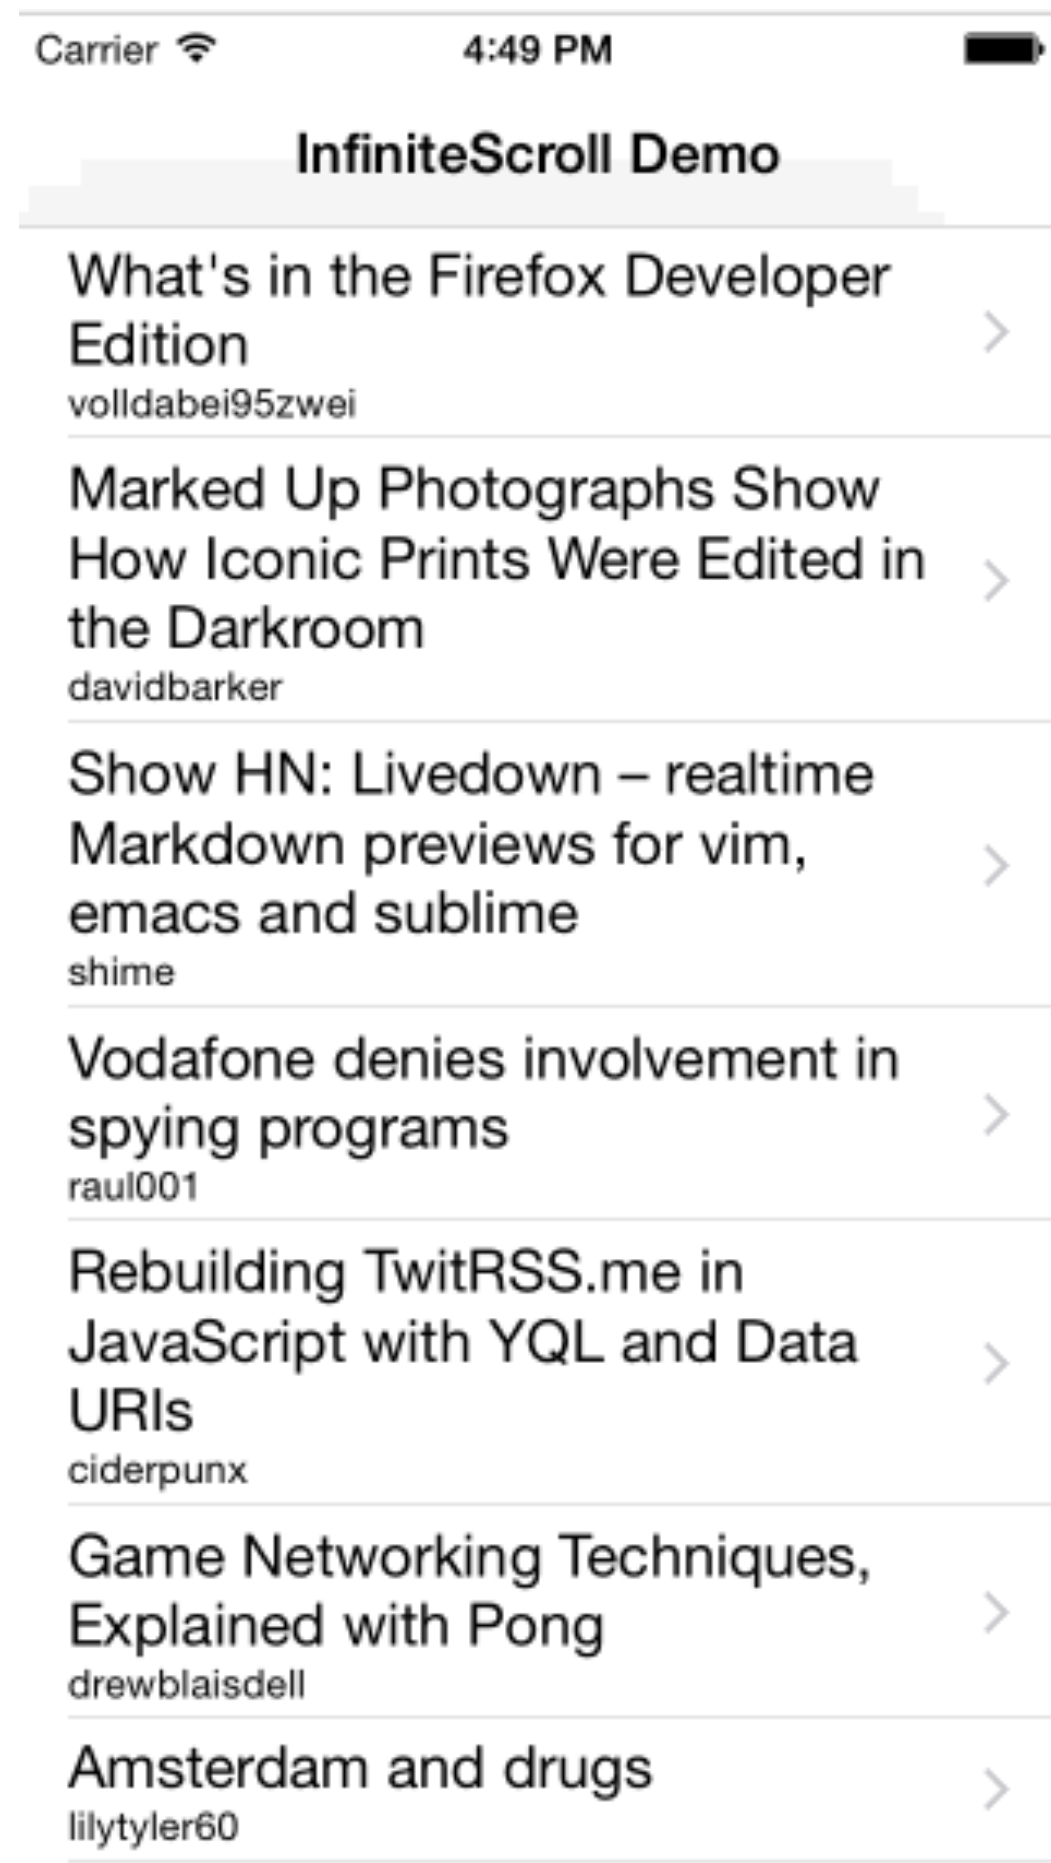 Carrier 4:49 PM
InfiniteScroll Demo
What's in the Firefox Developer
Edition
volldabei95zwei
Marked Up Photographs Show
How Iconic Prints Were Edited in
the Darkroom
davidbarker
Show HN: Livedown – realtime
Markdown previews for vim,
emacs and sublime
shime
Vodafone denies involvement in
spying programs
raul001
Rebuilding TwitRSS.me in
JavaScript with YQL and Data
URIs
ciderpunx
Game Networking Techniques,
Explained with Pong
drewblaisdell
Amsterdam and drugs
lilytyler60